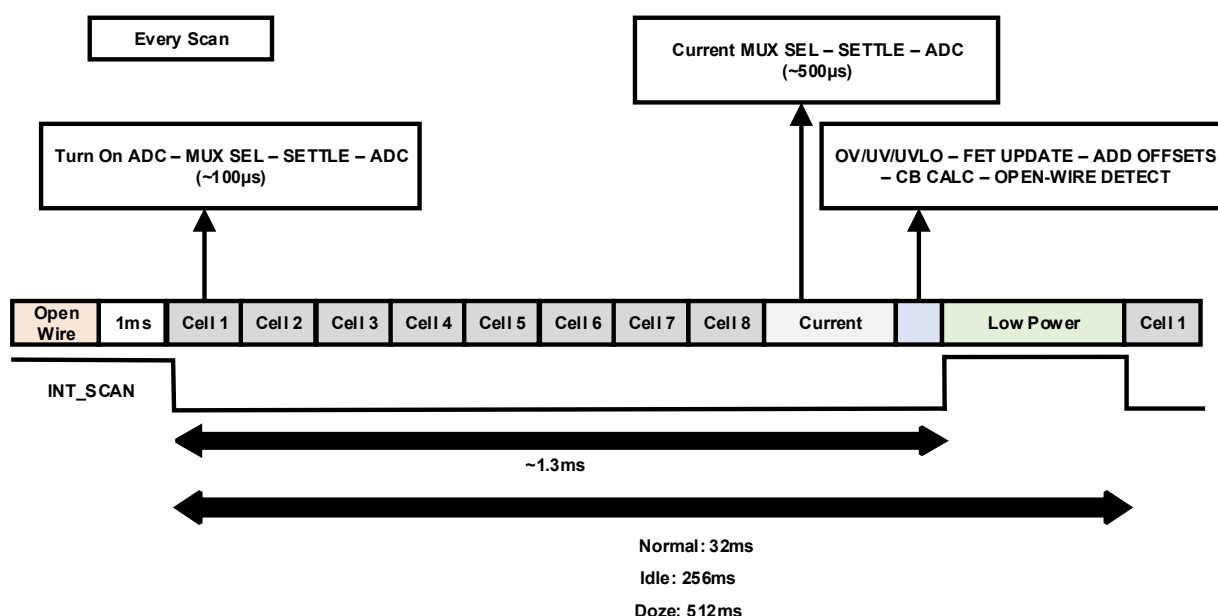 Every Scan
Current MUX SEL – SETTLE – ADC
(~500µs)
Turn On ADC – MUX SEL – SETTLE – ADC
(~100µs)
OV/UV/UVLO – FET UPDATE – ADD OFFSETS
– CB CALC – OPEN-WIRE DETECT
Open
Wire
1ms
Cell 1
Cell 2
Cell 3
Cell 4
Cell 5
Cell 6
Cell 7
Cell 8
Current
Low Power
Cell 1
INT_SCAN
~1.3ms
Normal: 32ms
Idle: 256ms
Doze: 512ms